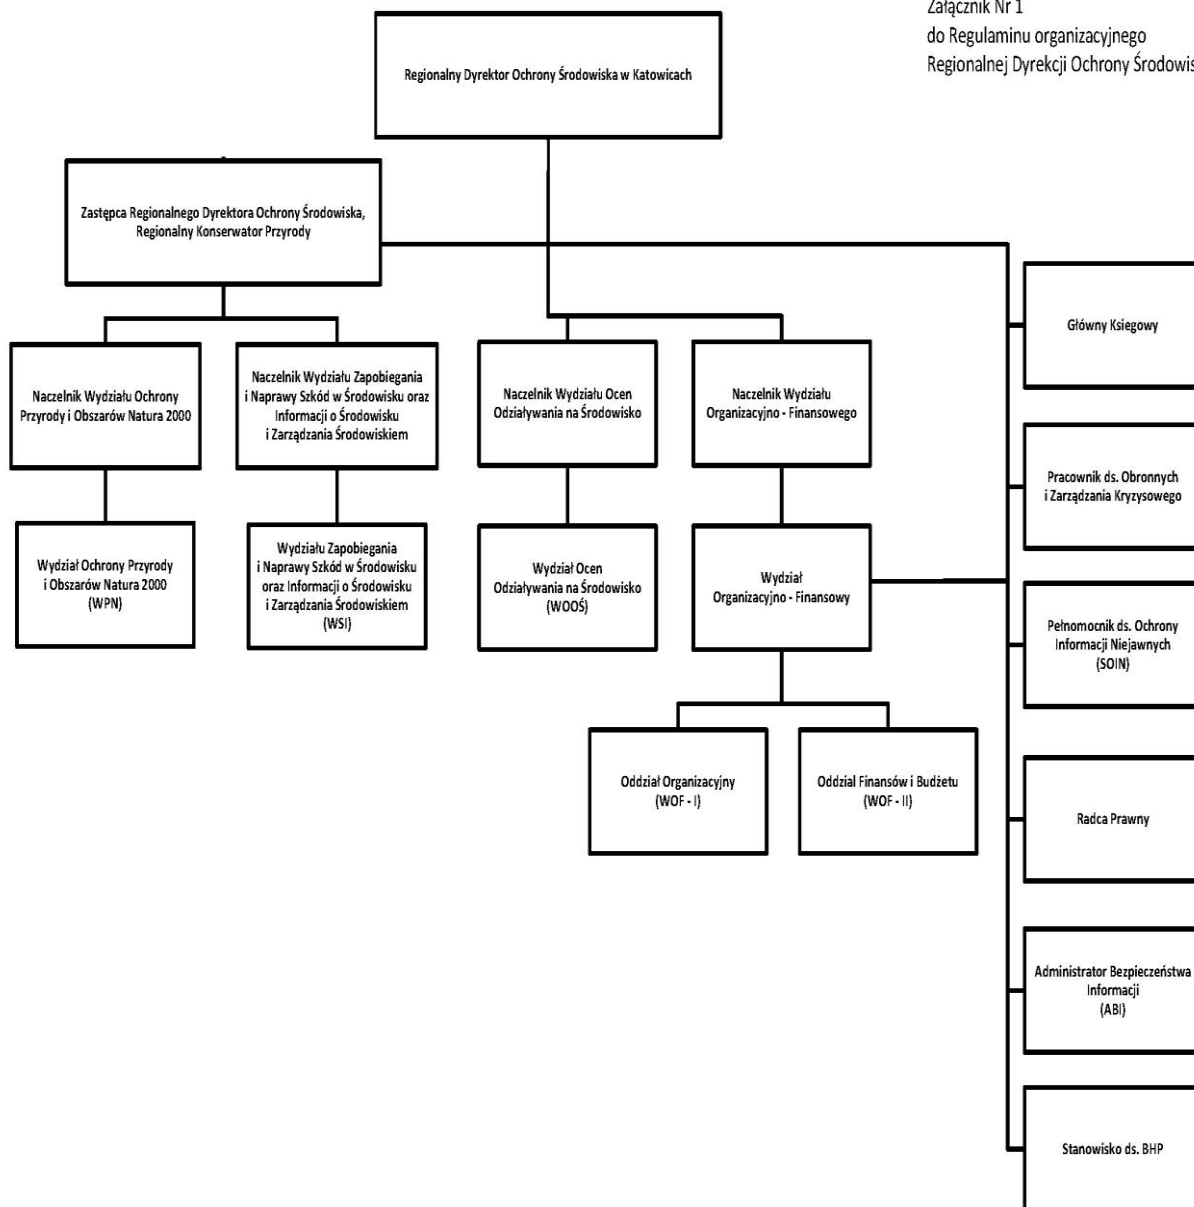 Załącznik Nr 1
do Regulaminu organizacyjnego
Regionalnej Dyrekcji Ochrony
Regionalny Dyrektor Ochrony Środowiska w Katowicach
Zastępca Regionalnego Dyrektora Ochrony Środowiska,
Regionalny Konserwator Przyrody
Naczelnik Wydziału Ochrony
Przyrody i Obszarów Natura 2000
Naczelnik Wydziału Zapobiegania
i Naprawy Szkód w Środowisku oraz
Informacji o Środowisku
i Zarządzania Środowiskiem
Naczelnik Wydziału Ocen
Odziaływania na Środowisko
Naczelnik Wydziału
Organizacyjno - Finansowego
Wydział Ochrony Przyrody
i Obszarów Natura 2000
(WPN)
Wydziału Zapobiegania
i Naprawy Szkód w Środowisku
oraz Informacji o Środowisku
i Zarządzania Środowiskiem
(WSI)
Wydział Ocen
Odziaływania na Środowisko
(WOOŚ)
Wydział
Organizacyjno - Finansowy
Oddział Organizacyjny
(WOF - I)
Oddzial Finansów i Budżetu
(WOF - II)
Główny Ksiegowy
Pracownik ds. Obronnych
i Zarządzania Kryzysowego
Pełnomocnik ds. Ochrony
Informacji Niejawnych
(SOIN)
Radca Prawny
Administrator Bezpieczeństwa
Informacji
(ABI)
Stanowisko ds. BHP